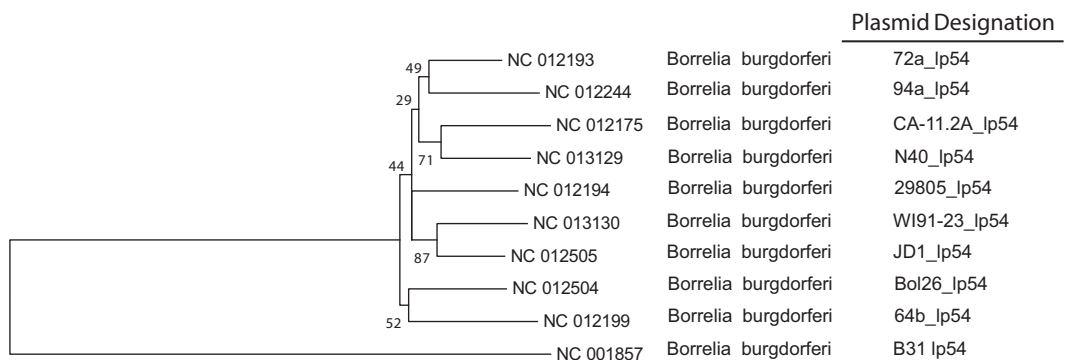 Plasmid Designation
49
NC 012193 Borrelia burgdorferi 72a_lp54
NC 012244 Borrelia burgdorferi 94a_lp54
29
NC 012175 Borrelia burgdorferi CA-11.2A_lp54
71
NC 013129 Borrelia burgdorferi N40_lp54
44
NC 012194 Borrelia burgdorferi 29805_lp54
NC 013130 Borrelia burgdorferi WI91-23_lp54
87
NC 012505 Borrelia burgdorferi JD1_lp54
NC 012504 Borrelia burgdorferi Bol26_lp54
52
NC 012199 Borrelia burgdorferi 64b_lp54
NC 001857 Borrelia burgdorferi B31 lp54